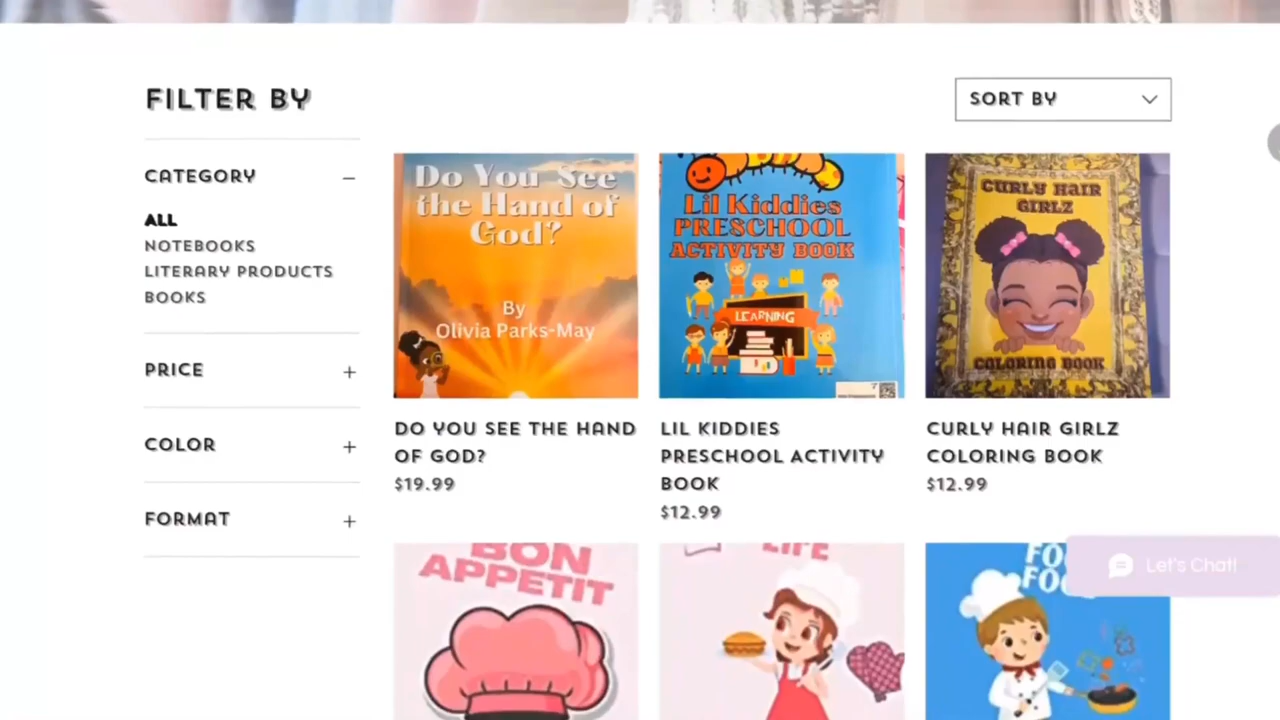 FILTER BY
SORT BY
CATEGORY
ALL
NOTEBOOKS
LITERARY PRODUCTS
BOOKS
PRICE
COLOR
FORMAT
Do You See
the Hand of
God?
By
Olivia Parks-May
Lil Kiddies
PRESCHOOL
ACTIVITY BOOK
LEARNING
CURLY HAIR
GIRLZ
COLORING BOOK
DO YOU SEE THE HAND
OF GOD?
$19.99
LIL KIDDIES
PRESCHOOL ACTIVITY
BOOK
$12.99
CURLY HAIR GIRLZ
COLORING BOOK
$12.99
BON
APPETIT
LIFE
Let's Chat!